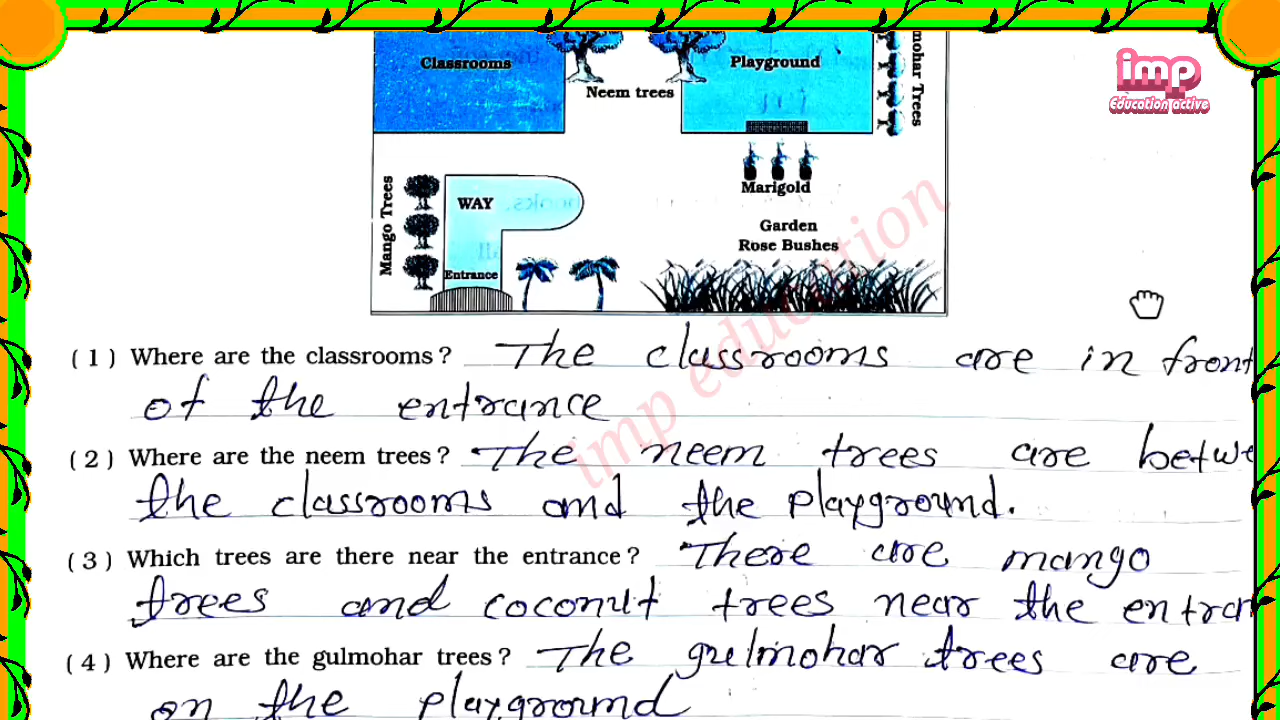 imp
Education active
Classrooms
Neem trees
Playground
mohar Trees
Marigold
Mango Trees
WAY
Garden
Rose Bushes
Entrance
imp education
( 1 ) Where are the classrooms ? The classrooms are in front
of the entrance
( 2 ) Where are the neem trees ? The neem trees are betwe
the classrooms and the playground.
( 3 ) Which trees are there near the entrance ? There are mango
trees and coconut trees near the entran
( 4 ) Where are the gulmohar trees ? The gulmohar trees are
on the playground